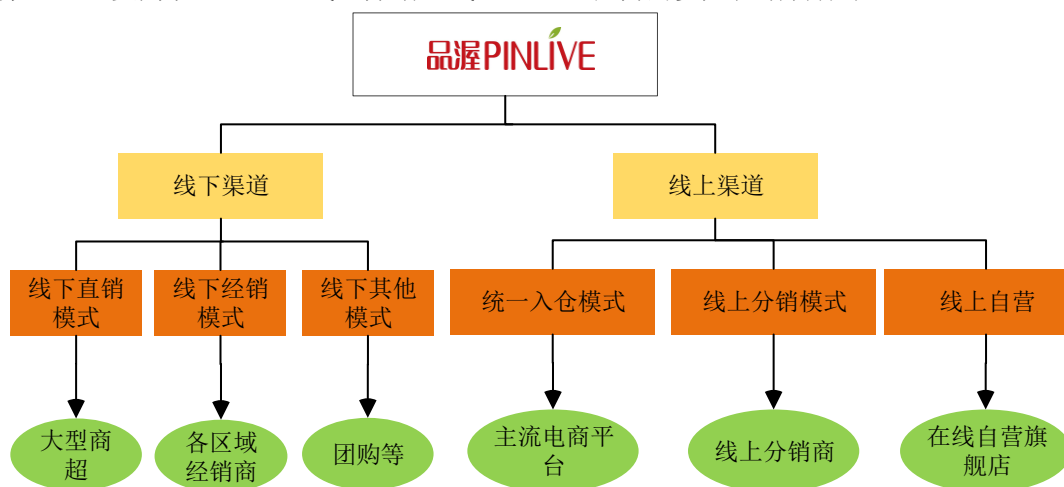 品渥PINLIVE
线下渠道
线上渠道
线下直销
模式
线下经销
模式
线下其他
模式
统一入仓模式
线上分销模式
线上自营
大型商
超
各区域
经销商
团购等
主流电商平
台
线上分销商
在线自营旗
舰店